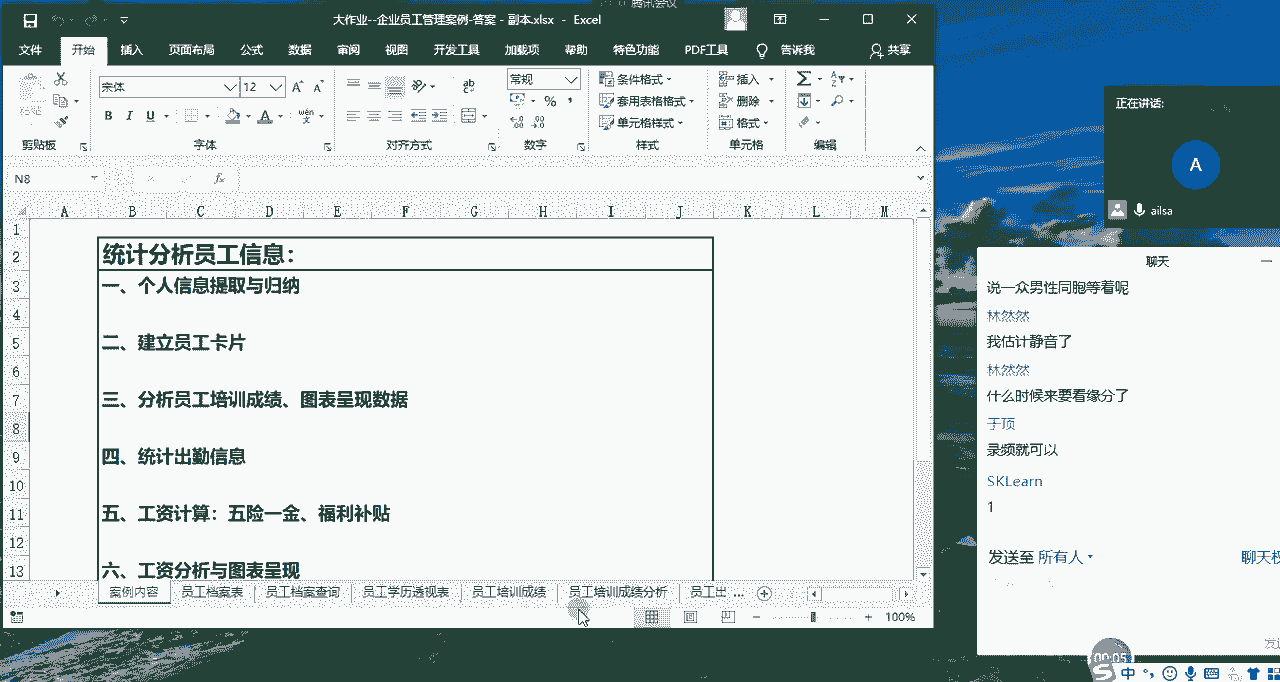 腾讯会议
大作业--企业员工管理案例-答案 - 副本.xlsx - Excel
文件 开始 插入 页面布局 公式 数据 审阅 视图 开发工具 加载项 帮助 特色功能 PDF工具 告诉我 共享
宋体 12 常规 条件格式 插入
套用表格格式 删除
B I U A wén 单元格样式 格式
剪贴板 字体 对齐方式 数字 样式 单元格 编辑
N8 fx
A B C D E F G H I J K L M
1
2 统计分析员工信息：
3 一、个人信息提取与归纳
4
5 二、建立员工卡片
6
7 三、分析员工培训成绩、图表呈现数据
8
9 四、统计出勤信息
10
11 五、工资计算：五险一金、福利补贴
12
13 六、工资分析与图表呈现
案例内容 员工档案表 员工档案查询 员工学历透视表 员工培训成绩 员工培训成绩分析 员工出 ...
100%
正在讲话:
A
ailsa
聊天
说一众男性同胞等着呢
林然然
我估计静音了
林然然
什么时候来要看缘分了
于顶
录频就可以
SKLearn
1
发送至 所有人
聊天权
00:05
中